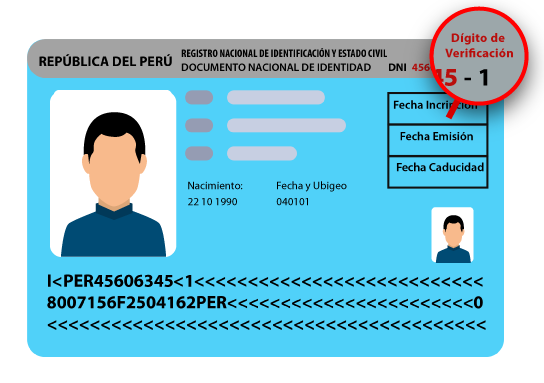 Dígito de
Verificación
REPÚBLICA DEL PERÚ
REGISTRO NACIONAL DE IDENTIFICACIÓN Y ESTADO CIVIL
DOCUMENTO NACIONAL DE IDENTIDAD
DNI 456
45 - 1
Fecha Incripción
Fecha Emisión
Fecha Caducidad
Nacimiento: Fecha y Ubigeo
22 10 1990 040101
I<PER45606345<1<<<<<<<<<<<<<<<<<<<<<<<<<<<
8007156F2504162PER<<<<<<<<<<<<<<<<<<<<<<<0
<<<<<<<<<<<<<<<<<<<<<<<<<<<<<<<<<<<<<<<<<